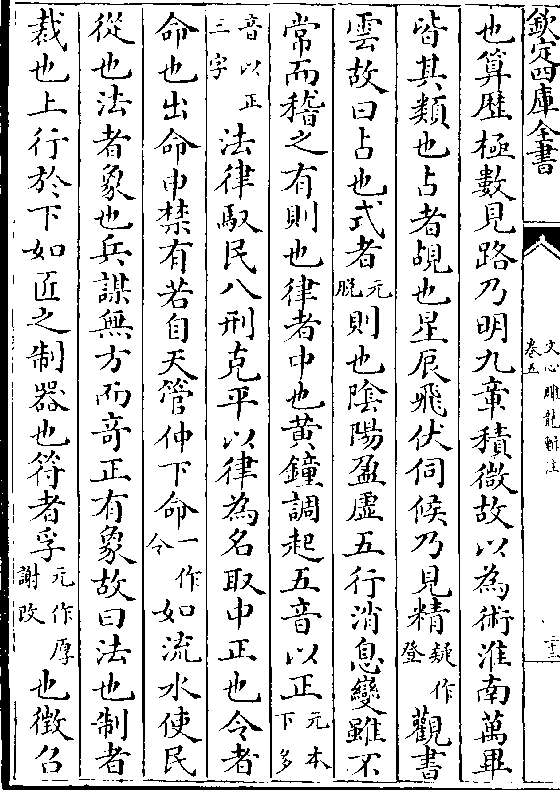 欽定四庫全書
文心雕龍輯注
卷五
二十三
也算歷極數見路乃明九章積微故以為術淮南萬畢
皆其類也占者覘也星辰飛伏伺候乃見精疑作登觀書
雲故曰占也式者元脫則也陰陽盈虛五行消息變雖不
常而稽之有則也律者中也黃鐘調起五音以正元本下多
音以正三字法律馭民八刑克平以律為名取中正也令者
命也出命申禁有若自天管仲下命一作令如流水使民
從也法者象也兵謀無方而奇正有象故曰法也制者
裁也上行於下如匠之制器也符者孚元作厚謝改也徵召